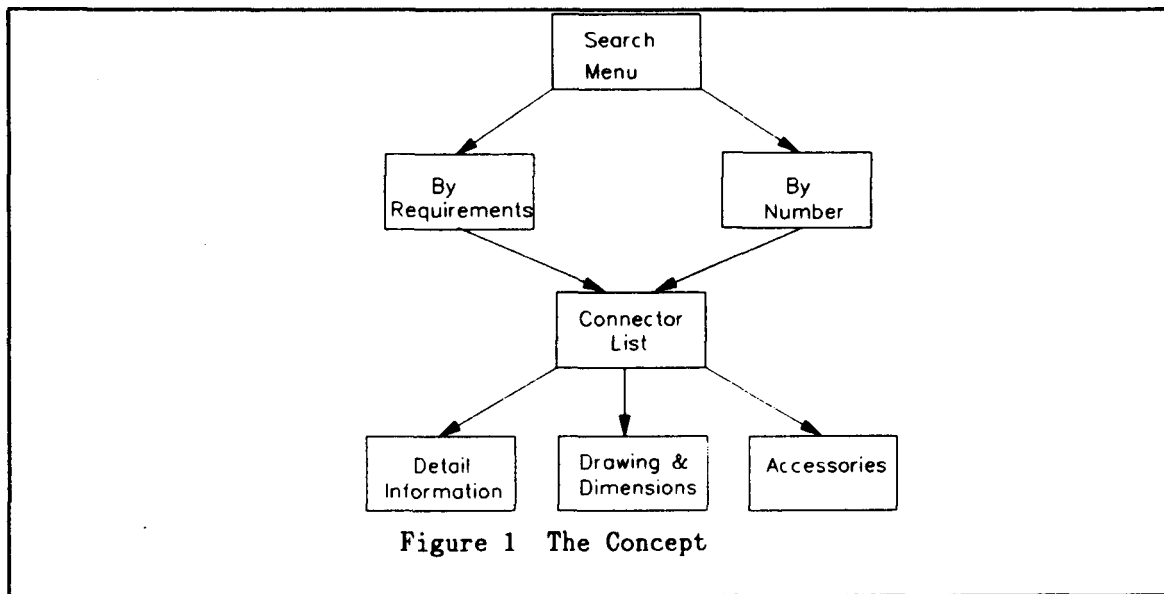 Search
Menu
By
Requirements
By
Number
Connector
List
Detail
Information
Drawing &
Dimensions
Accessories
Figure 1 The Concept